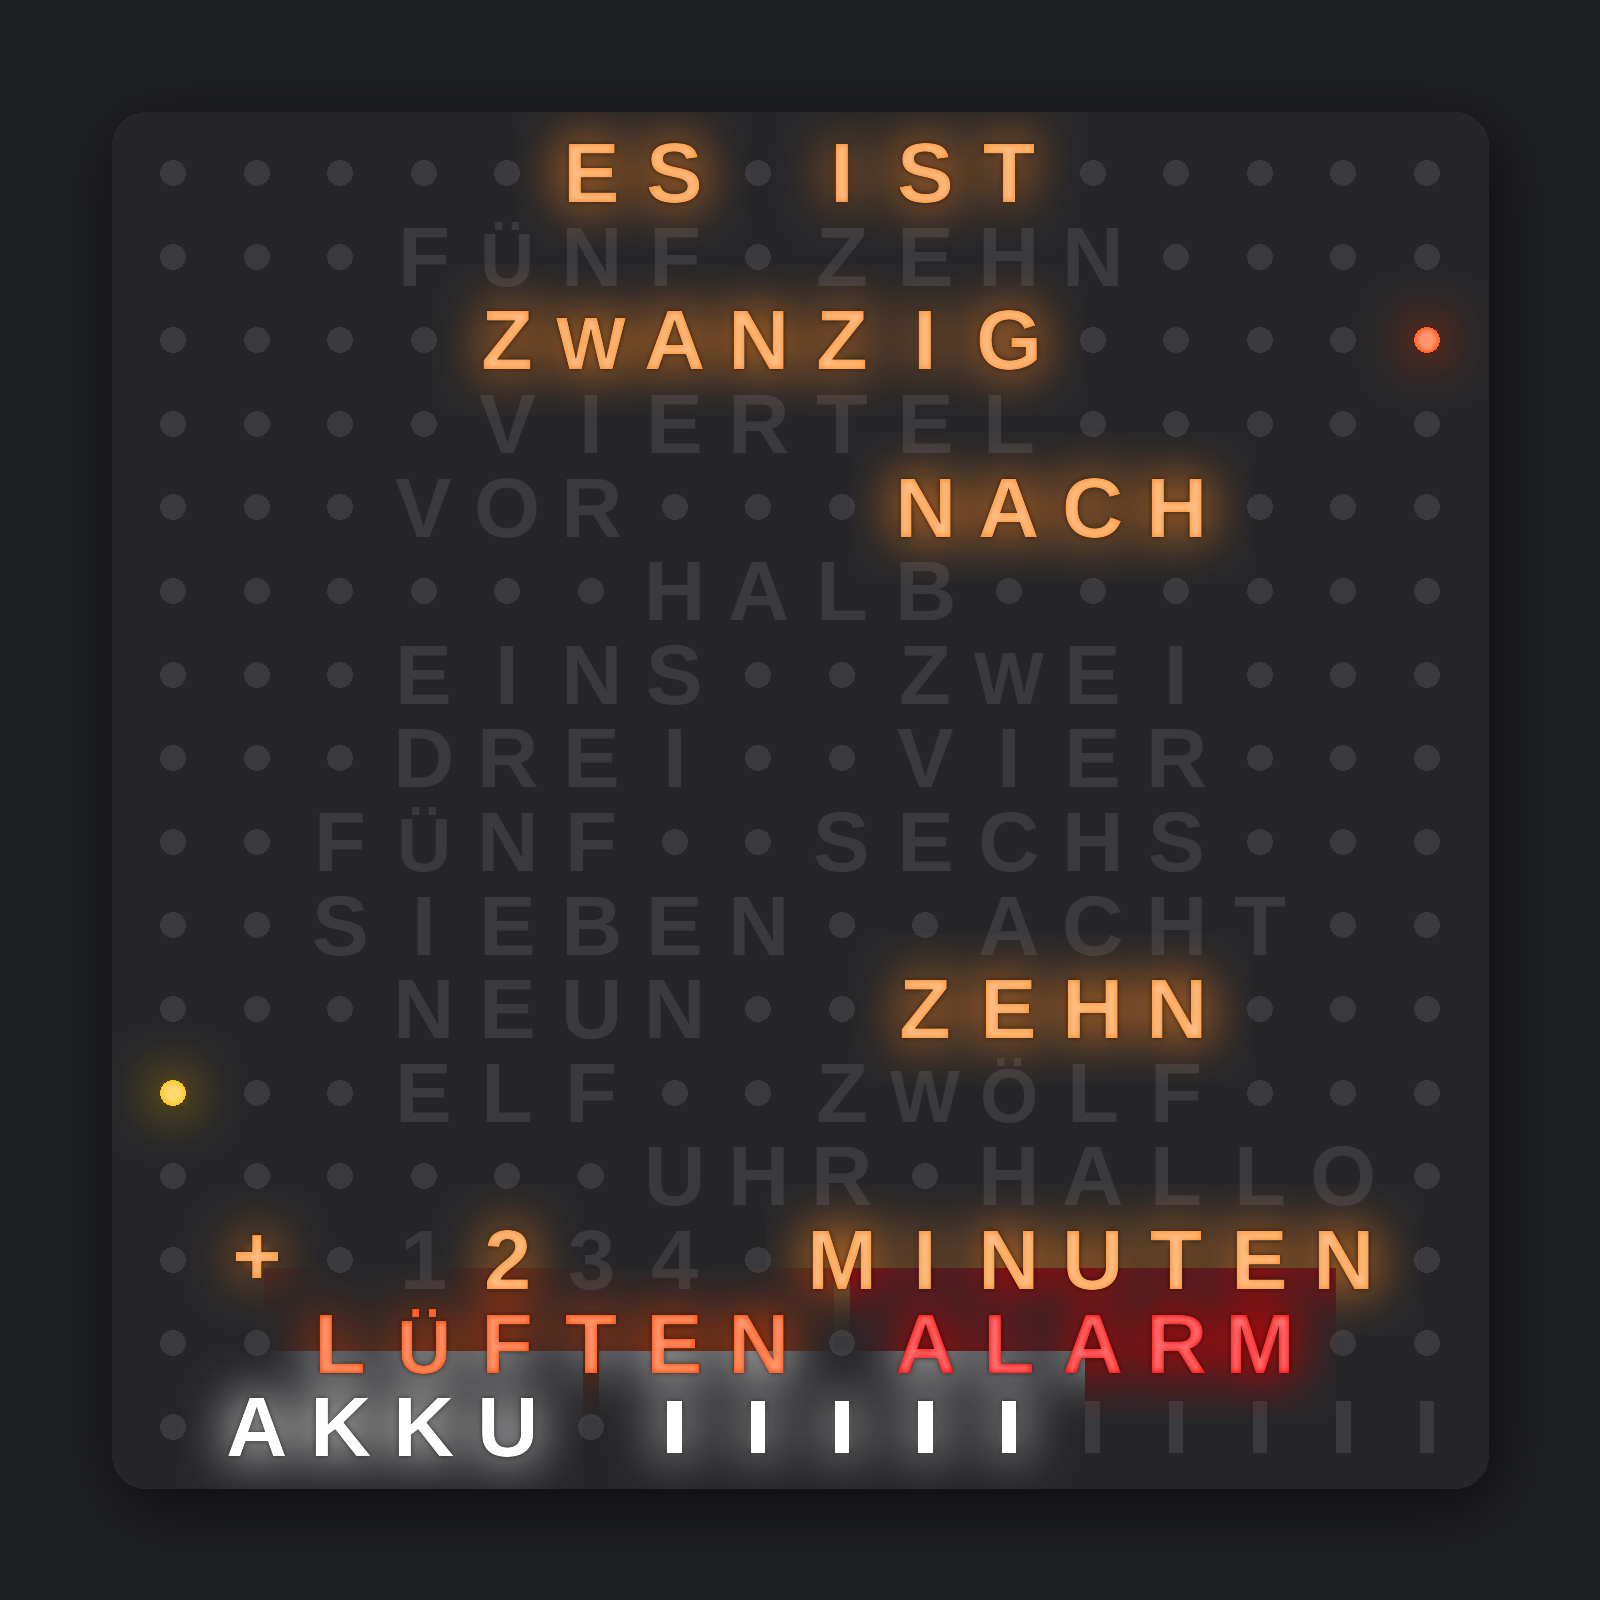 ES IST
FÜNF ZEHN
ZWANZIG
VIERTEL
VOR NACH
HALB
EINS ZWEI
DREI VIER
FÜNF SECHS
SIEBEN ACHT
NEUN ZEHN
ELF ZWÖLF
UHR HALLO
+ 1 2 3 4 MINUTEN
LÜFTEN ALARM
AKKU I I I I I I I I I I